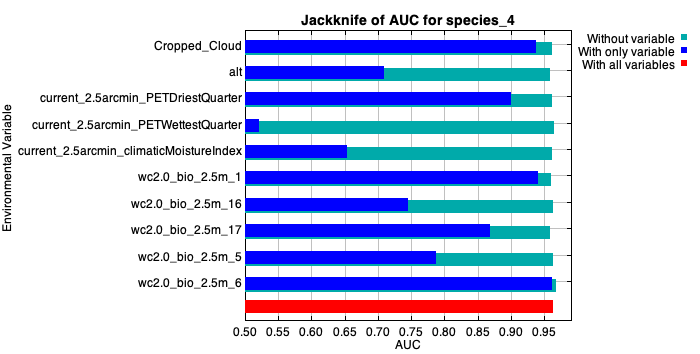 Jackknife of AUC for species_4
Without variable
With only variable
With all variables
Environmental Variable
Cropped_Cloud
alt
current_2.5arcmin_PETDriestQuarter
current_2.5arcmin_PETWettestQuarter
current_2.5arcmin_climaticMoistureIndex
wc2.0_bio_2.5m_1
wc2.0_bio_2.5m_16
wc2.0_bio_2.5m_17
wc2.0_bio_2.5m_5
wc2.0_bio_2.5m_6
0.50 0.55 0.60 0.65 0.70 0.75 0.80 0.85 0.90 0.95
AUC